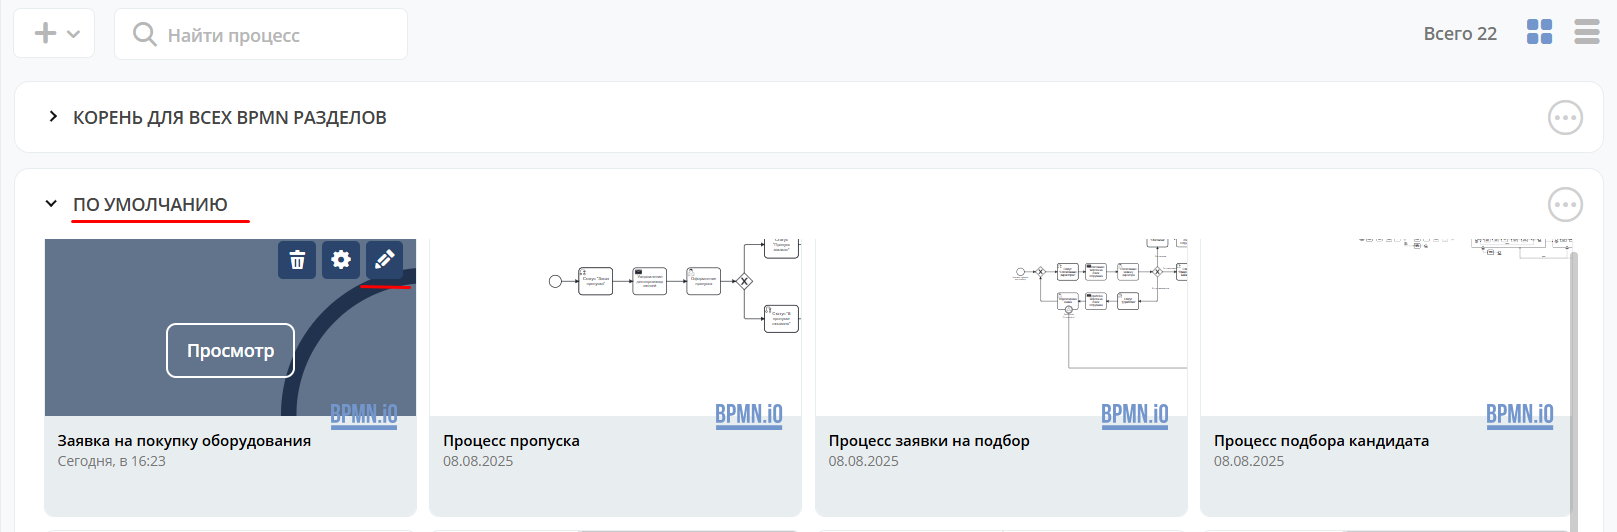 Найти процесс
Всего 22
КОРЕНЬ ДЛЯ ВСЕХ BPMN РАЗДЕЛОВ
ПО УМОЛЧАНИЮ
Просмотр
BPMN.iO
BPMN.iO
BPMN.iO
BPMN.iO
Заявка на покупку оборудования
Сегодня, в 16:23
Процесс пропуска
08.08.2025
Процесс заявки на подбор
08.08.2025
Процесс подбора кандидата
08.08.2025